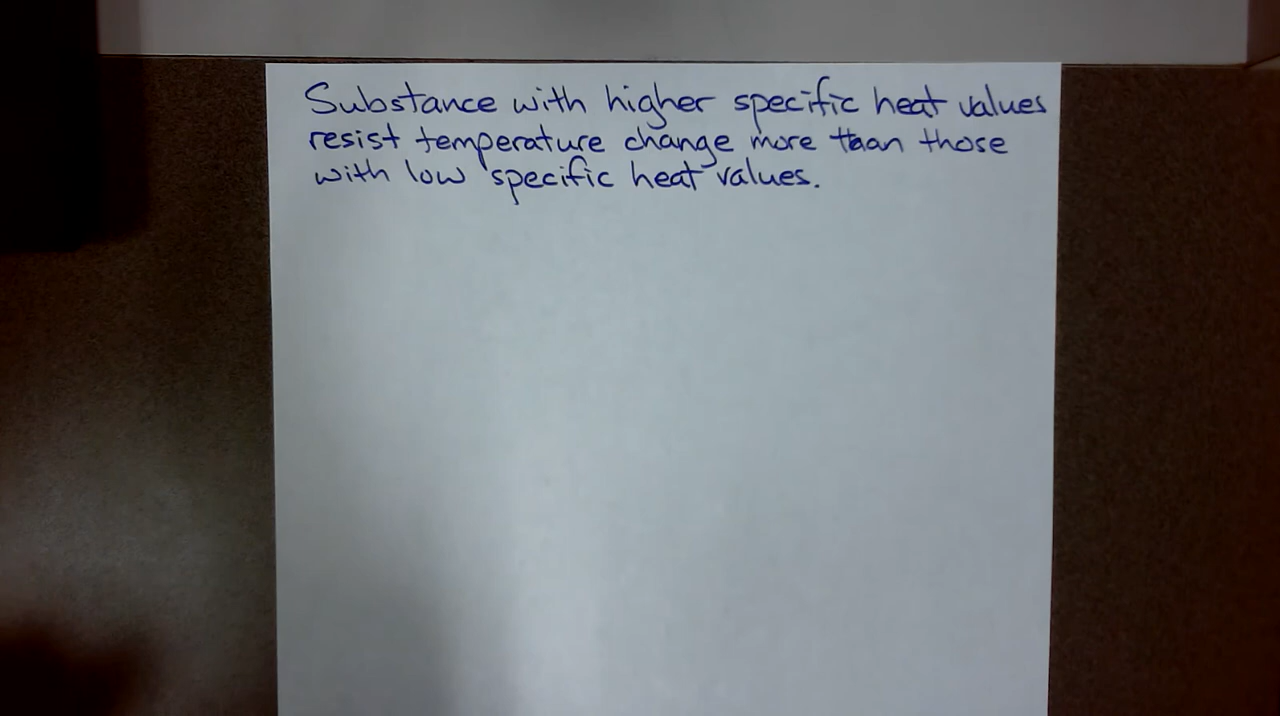 Substance with higher specific heat values
resist temperature change more than those
with low specific heat values.